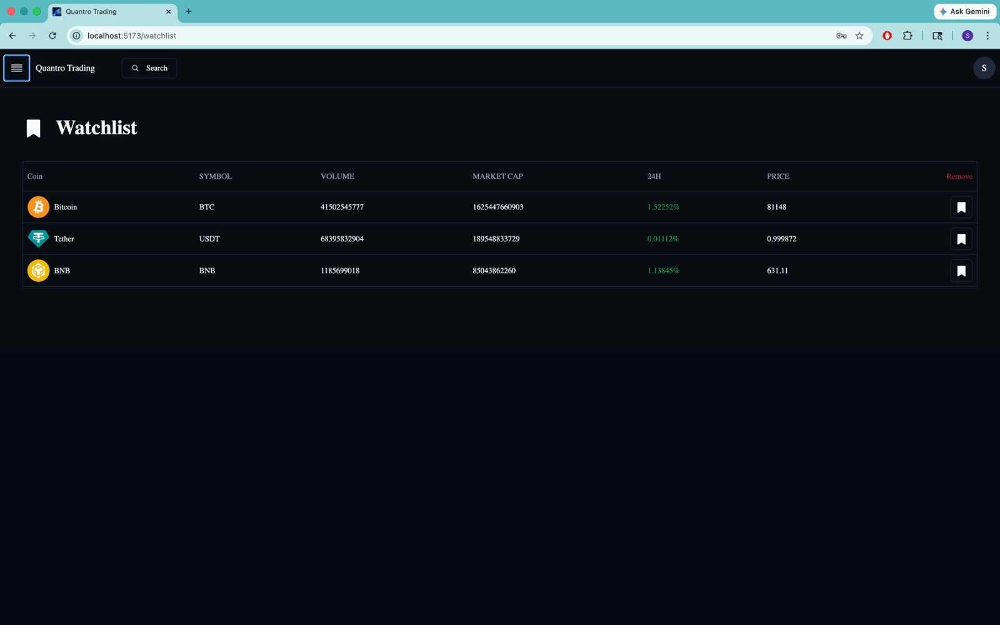 Quantro Trading
Ask Gemini
localhost:5173/watchlist
S
Quantro Trading
Search
S
Watchlist
Coin SYMBOL VOLUME MARKET CAP 24H PRICE Remove
Bitcoin BTC 41502545777 1625447660903 1.52252% 81148
Tether USDT 68395832904 189548833729 0.01112% 0.999872
BNB BNB 1185699018 85043862260 1.13845% 631.11